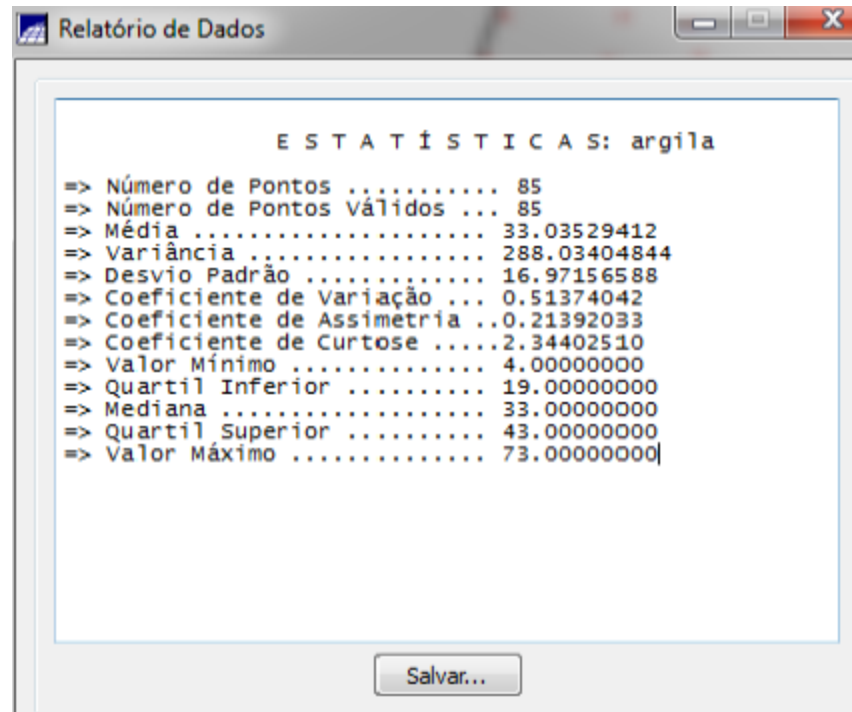 Relatório de Dados
E S T A T Í S T I C A S: argila
=> Número de Pontos ........... 85
=> Número de Pontos Válidos ... 85
=> Média ..................... 33.03529412
=> Variância ................. 288.03404844
=> Desvio Padrão ............. 16.97156588
=> Coeficiente de Variação ... 0.51374042
=> Coeficiente de Assimetria ..0.21392033
=> Coeficiente de Curtose .....2.34402510
=> Valor Mínimo .............. 4.00000000
=> Quartil Inferior .......... 19.00000000
=> Mediana ................... 33.00000000
=> Quartil Superior .......... 43.00000000
=> Valor Máximo .............. 73.00000000
Salvar...